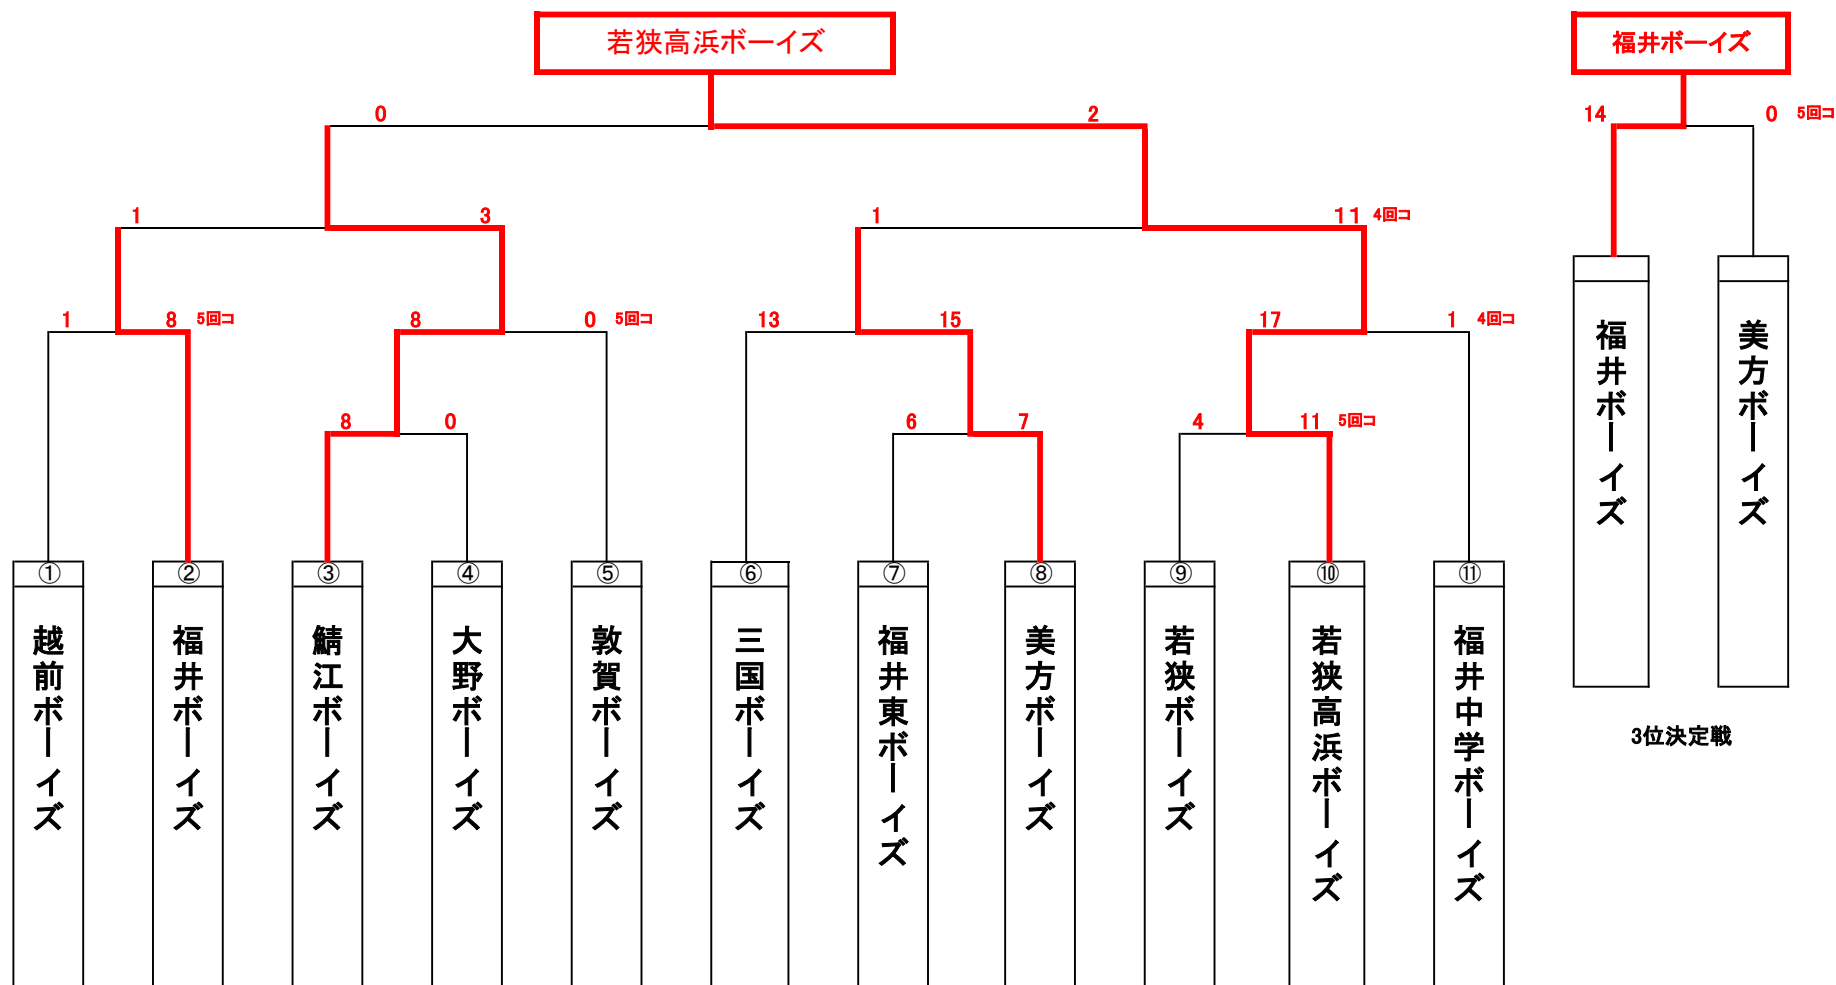 若狭高浜ボーイズ
福井ボーイズ
0
2
14
0
5回コ
1
3
1
11
4回コ
1
8
5回コ
8
0
5回コ
13
15
17
1
4回コ
8
0
6
7
4
11
5回コ
①
越前ボーイズ
②
福井ボーイズ
③
鯖江ボーイズ
④
大野ボーイズ
⑤
敦賀ボーイズ
⑥
三国ボーイズ
⑦
福井東ボーイズ
⑧
美方ボーイズ
⑨
若狭ボーイズ
⑩
若狭高浜ボーイズ
⑪
福井中学ボーイズ
福井ボーイズ
美方ボーイズ
3位決定戦